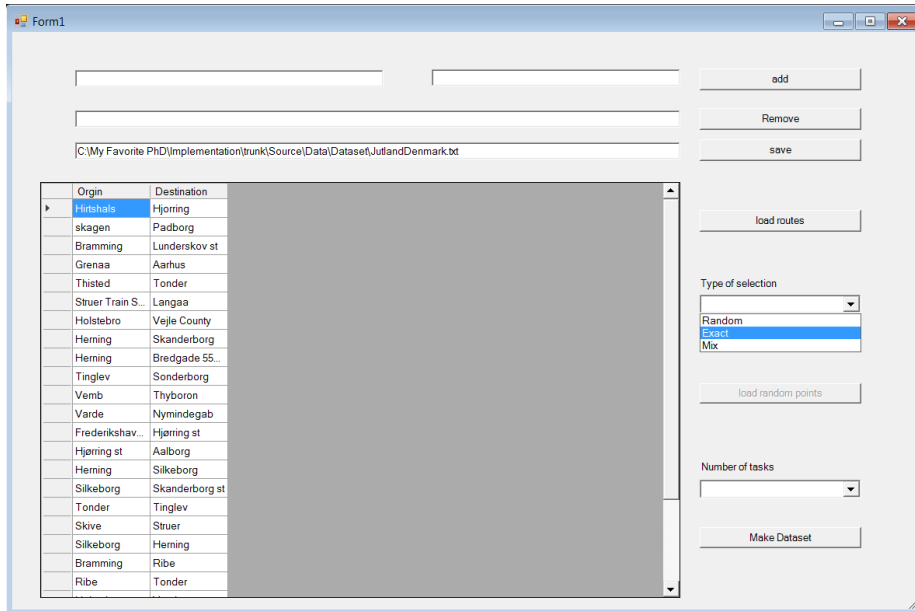 Form1
add
Remove
C:\My Favorite PhD\Implementation\trunk\Source\Data\Dataset\JutlandDenmark.txt
save
Orgin Destination
Hirtshals Hjorring
skagen Padborg
Bramming Lunderskov st
Grenaa Aarhus
Thisted Tonder
Struer Train S... Langaa
Holstebro Vejle County
Herning Skanderborg
Herning Bredgade 55...
Tinglev Sonderborg
Vemb Thyboron
Varde Nymindegab
Frederikshav... Hjørring st
Hjørring st Aalborg
Herning Silkeborg
Silkeborg Skanderborg st
Tonder Tinglev
Skive Struer
Silkeborg Herning
Bramming Ribe
Ribe Tonder
load routes
Type of selection
Random
Exact
Mix
load random points
Number of tasks
Make Dataset